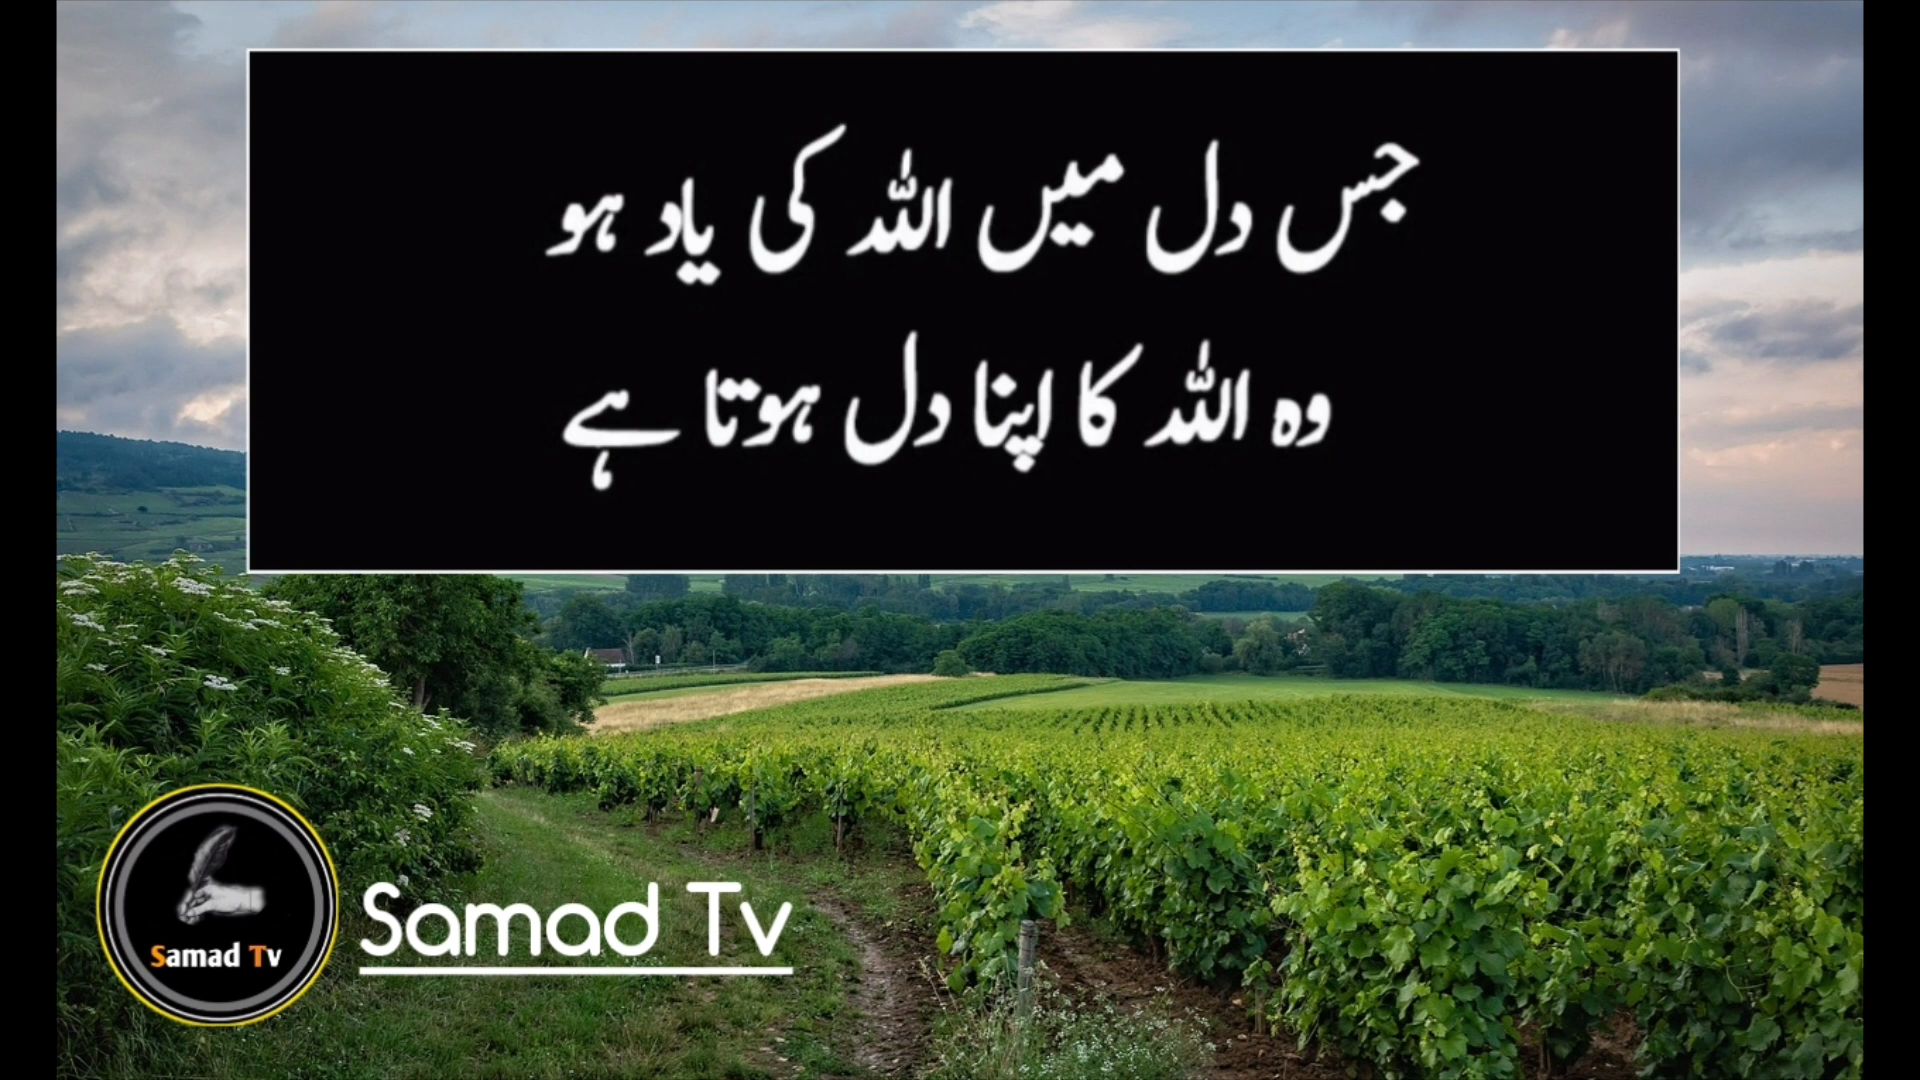 جس دل میں اللہ کی یاد ہو
وہ اللہ کا اپنا دل ہوتا ہے
Samad Tv
Samad Tv